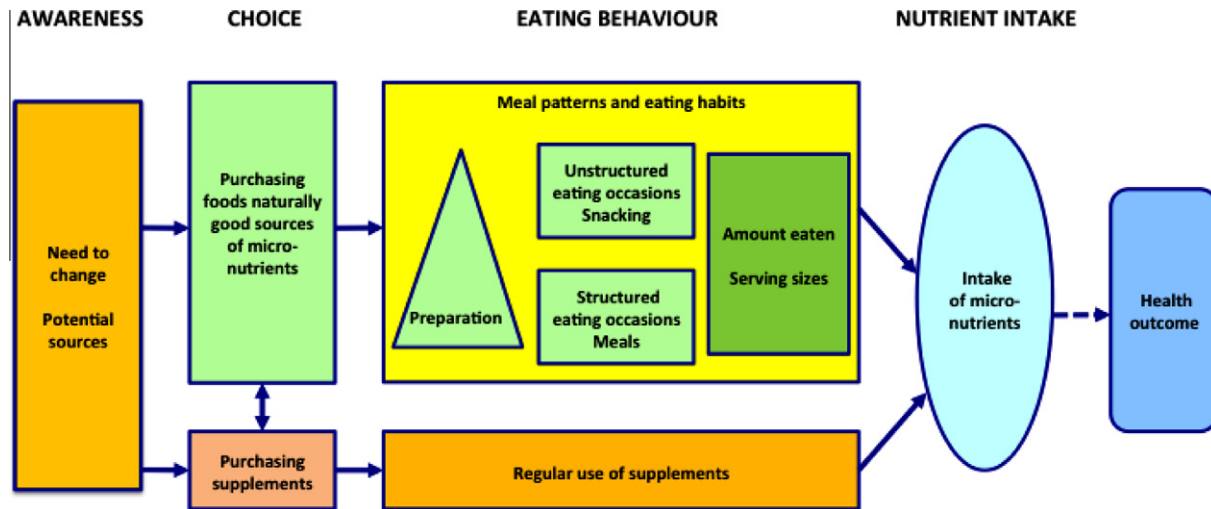 AWARENESS
CHOICE
EATING BEHAVIOUR
NUTRIENT INTAKE
Need to
change
Potential
sources
Purchasing
foods naturally
good sources
of micro-
nutrients
Purchasing
supplements
Meal patterns and eating habits
Preparation
Unstructured
eating occasions
Snacking
Structured
eating occasions
Meals
Amount eaten
Serving sizes
Regular use of supplements
Intake
of micro-
nutrients
Health
outcome